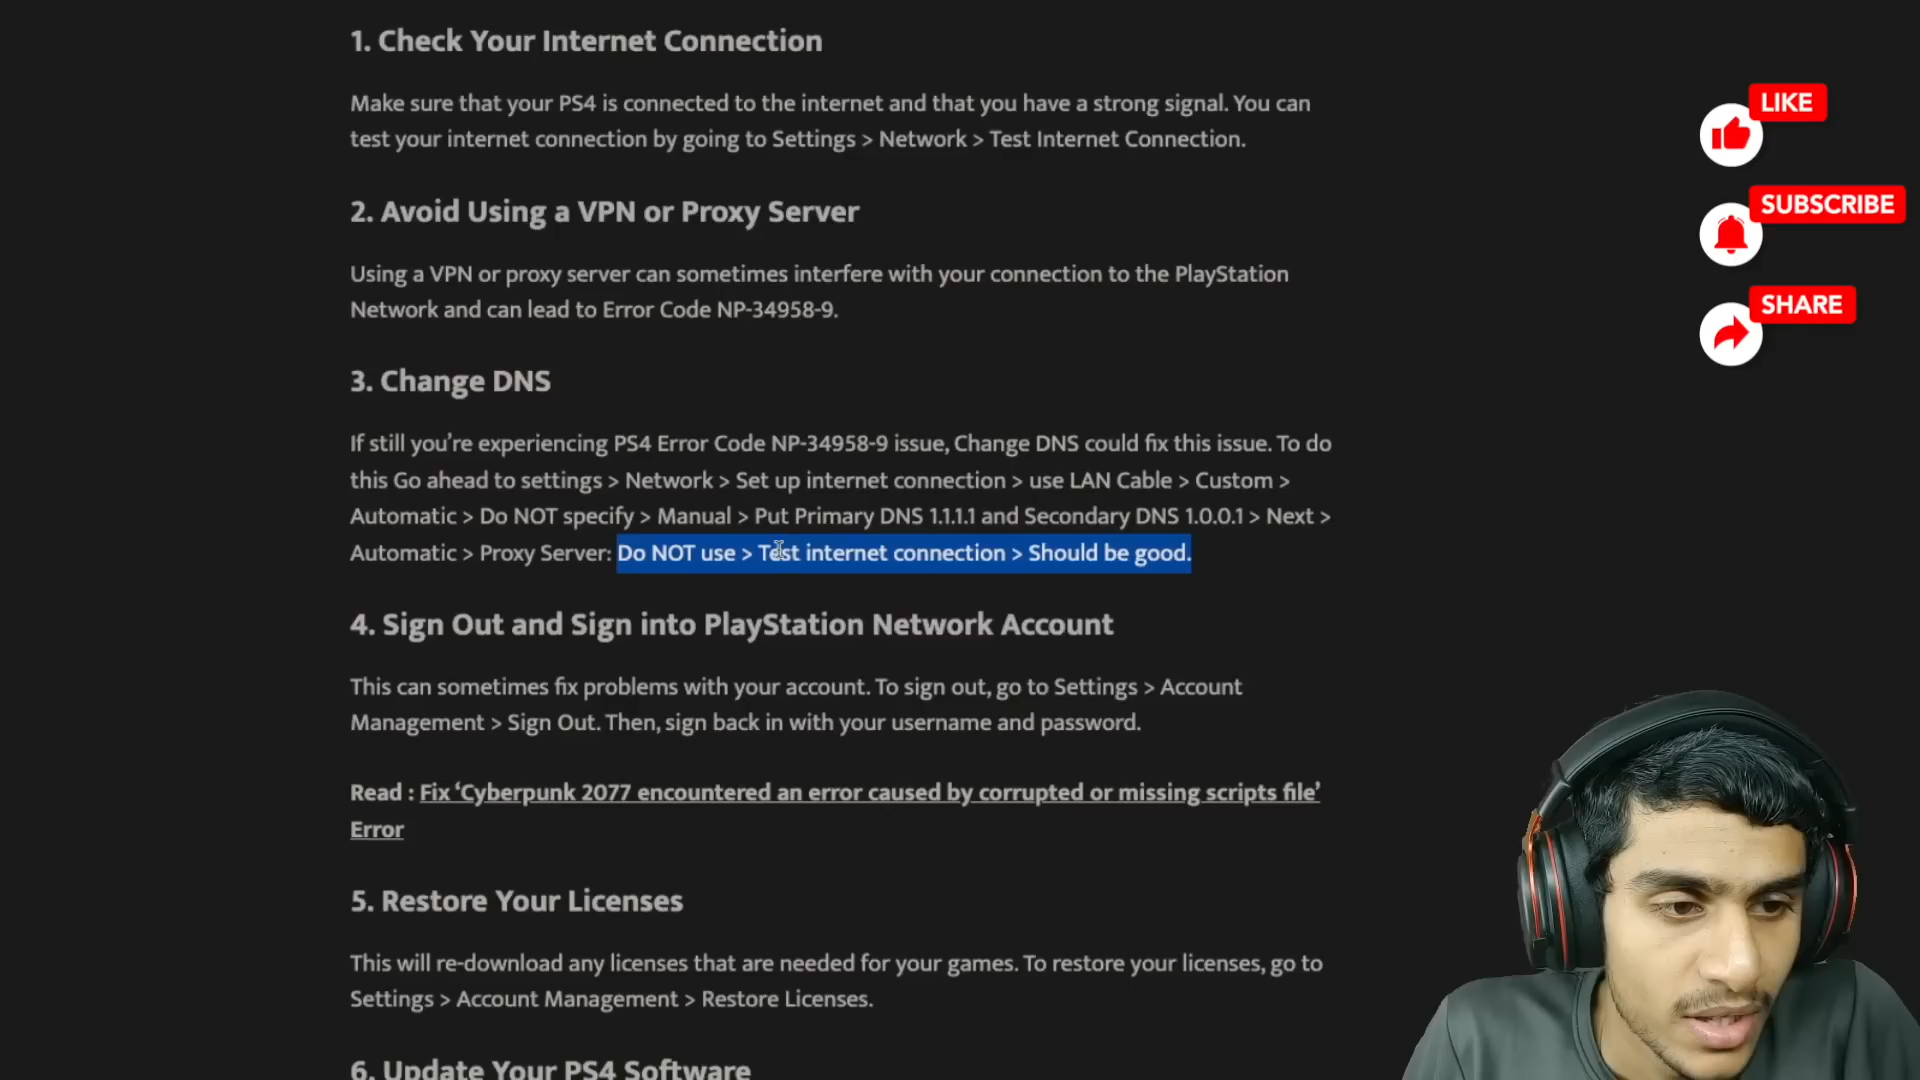 1. Check Your Internet Connection
Make sure that your PS4 is connected to the internet and that you have a strong signal. You can
test your internet connection by going to Settings > Network > Test Internet Connection.
2. Avoid Using a VPN or Proxy Server
Using a VPN or proxy server can sometimes interfere with your connection to the PlayStation
Network and can lead to Error Code NP-34958-9.
3. Change DNS
If still you're experiencing PS4 Error Code NP-34958-9 issue, Change DNS could fix this issue. To do
this Go ahead to settings > Network > Set up internet connection > use LAN Cable > Custom >
Automatic > Do NOT specify > Manual > Put Primary DNS 1.1.1.1 and Secondary DNS 1.0.0.1 > Next >
Automatic > Proxy Server: Do NOT use > Test internet connection > Should be good.
4. Sign Out and Sign into PlayStation Network Account
This can sometimes fix problems with your account. To sign out, go to Settings > Account
Management > Sign Out. Then, sign back in with your username and password.
Read : Fix ‘Cyberpunk 2077 encountered an error caused by corrupted or missing scripts file’
Error
5. Restore Your Licenses
This will re-download any licenses that are needed for your games. To restore your licenses, go to
Settings > Account Management > Restore Licenses.
6. Update Your PS4 Software
LIKE
SUBSCRIBE
SHARE